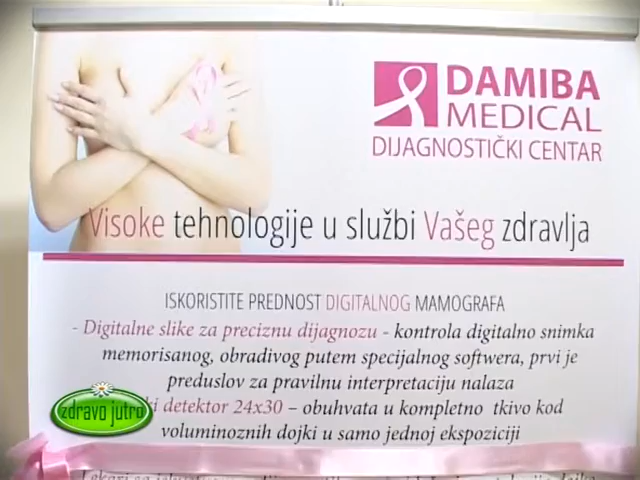 DAMIBA
MEDICAL
DIJAGNOSTIČKI CENTAR
Visoke tehnologije u službi Vašeg zdravlja
ISKORISTITE PREDNOST DIGITALNOG MAMOGRAFA
- Digitalne slike za preciznu dijagnozu - kontrola digitalno snimka
memorisanog, obradivog putem specijalnog softwera, prvi je
preduslov za pravilnu interpretaciju nalaza
detektor 24x30 – obuhvata u kompletno tkivo kod
voluminoznih dojki u samo jednoj ekspoziciji
zdravo jutro